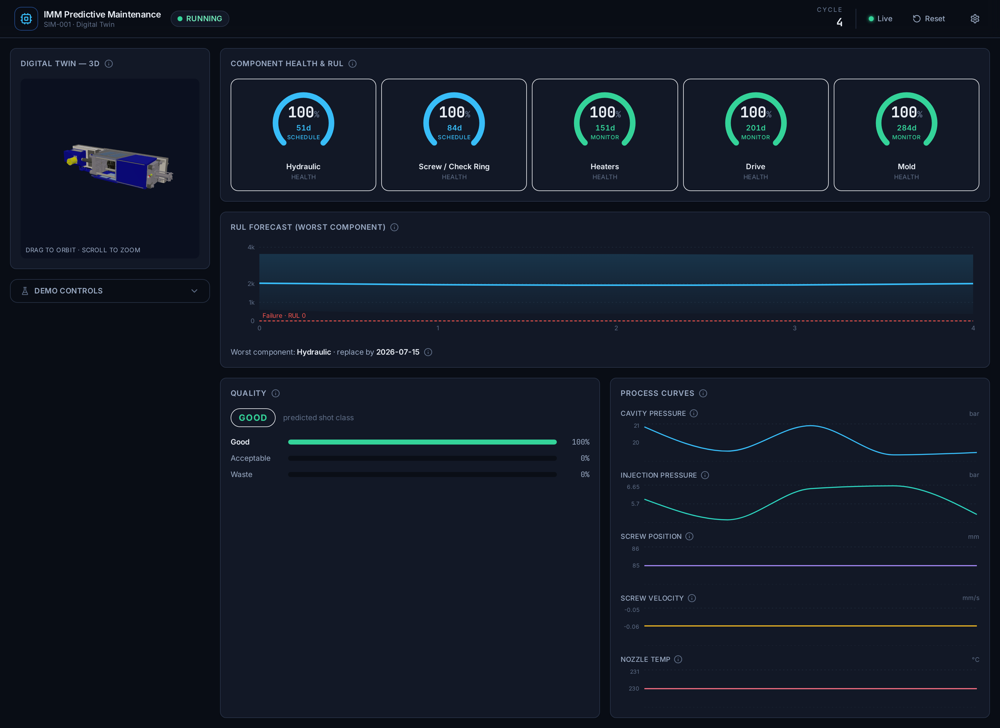 IMM Predictive Maintenance
SIM-001 · Digital Twin
RUNNING
CYCLE
4
Live
Reset
DIGITAL TWIN — 3D
DRAG TO ORBIT · SCROLL TO ZOOM
DEMO CONTROLS
COMPONENT HEALTH & RUL
100%
51d
SCHEDULE
Hydraulic
HEALTH
100%
84d
SCHEDULE
Screw / Check Ring
HEALTH
100%
151d
MONITOR
Heaters
HEALTH
100%
201d
MONITOR
Drive
HEALTH
100%
284d
MONITOR
Mold
HEALTH
RUL FORECAST (WORST COMPONENT)
4k
2k
1k
0
Failure · RUL 0
0 1 2 3 4
Worst component: Hydraulic · replace by 2026-07-15
QUALITY
GOOD predicted shot class
Good 100%
Acceptable 0%
Waste 0%
PROCESS CURVES
CAVITY PRESSURE bar
21
20
INJECTION PRESSURE bar
6.65
5.7
SCREW POSITION mm
86
85
SCREW VELOCITY mm/s
-0.05
-0.06
NOZZLE TEMP °C
231
230